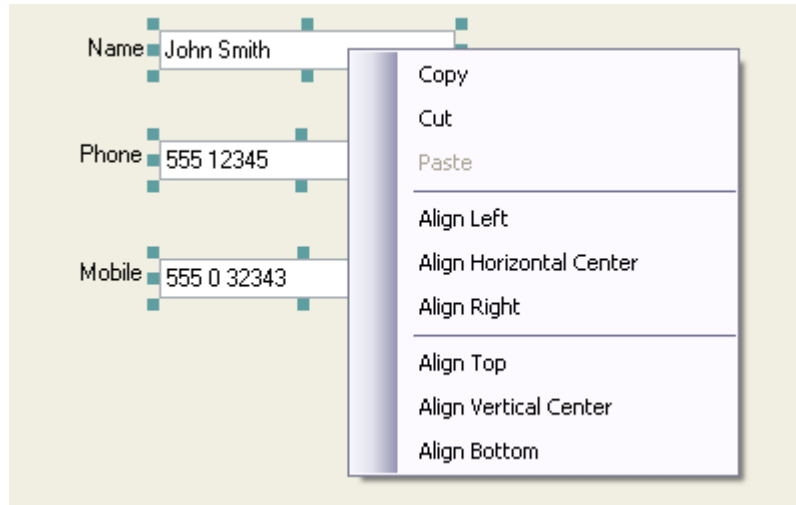 Name John Smith
Copy
Cut
Phone 555 12345
Paste
Align Left
Align Horizontal Center
Mobile 555 0 32343
Align Right
Align Top
Align Vertical Center
Align Bottom